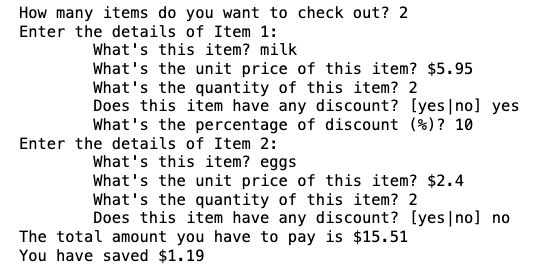 How many items do you want to check out? 2
Enter the details of Item 1:
What's this item? milk
What's the unit price of this item? $5.95
What's the quantity of this item? 2
Does this item have any discount? [yes|no] yes
What's the percentage of discount (%)? 10
Enter the details of Item 2:
What's this item? eggs
What's the unit price of this item? $2.4
What's the quantity of this item? 2
Does this item have any discount? [yes|no] no
The total amount you have to pay is $15.51
You have saved $1.19